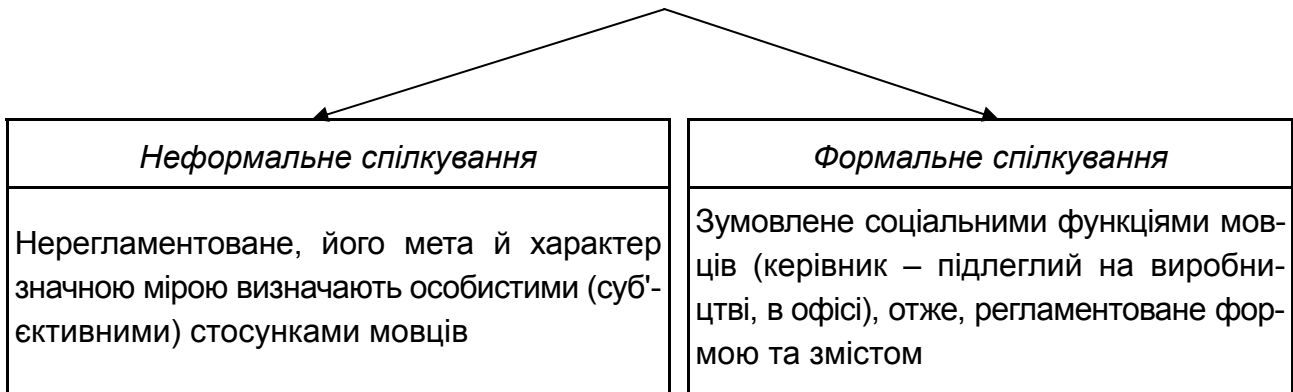 Неформальне спілкування
Нерегламентоване, його мета й характер
значною мірою визначають особистими (суб'-
єктивними) стосунками мовців
Формальне спілкування
Зумовлене соціальними функціями мов-
ців (керівник – підлеглий на виробни-
цтві, в офісі), отже, регламентоване фор-
мою та змістом